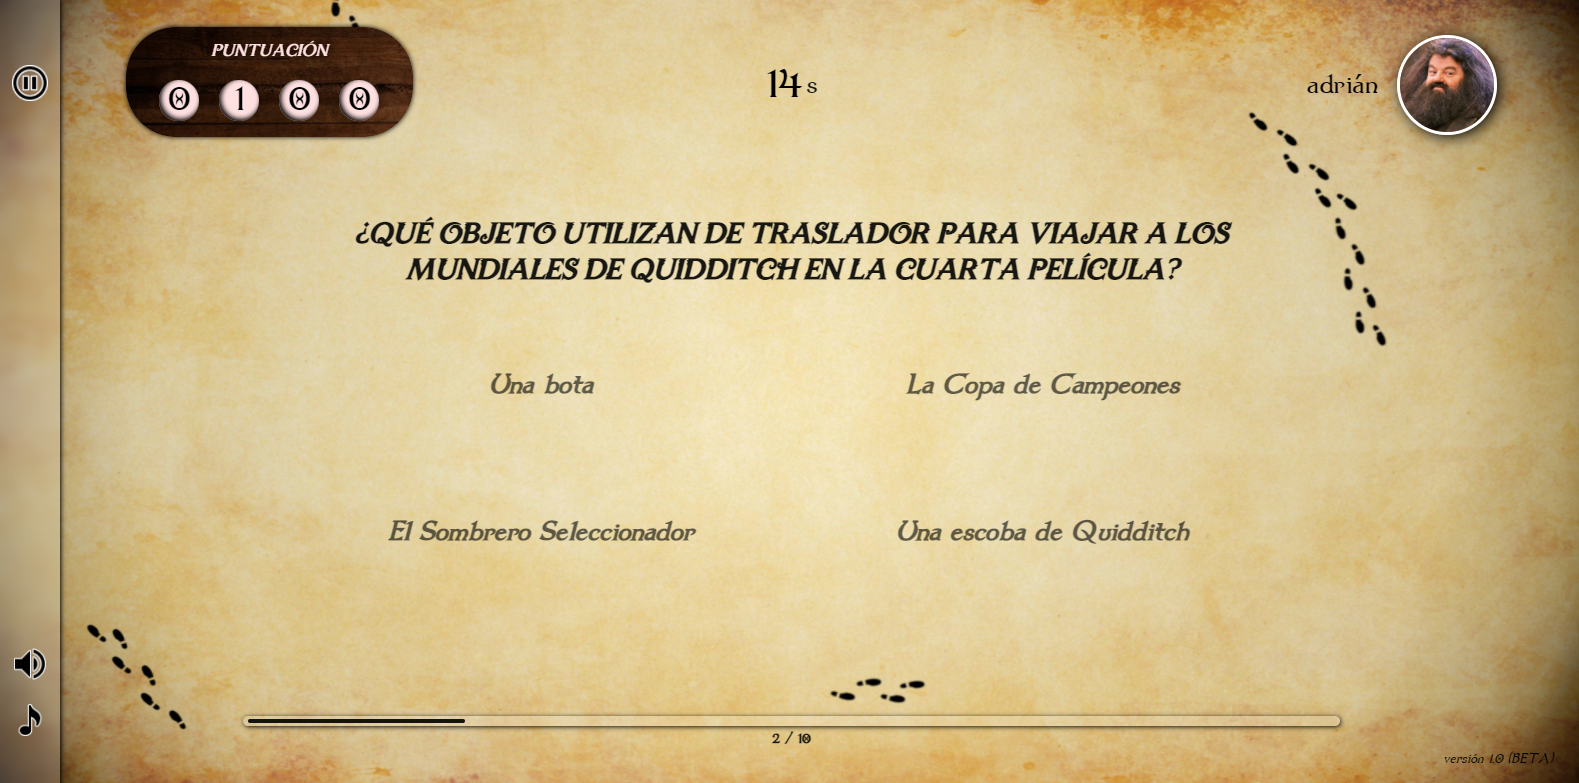 PUNTUACIÓN
0 1 0 0
14 s
adrián
¿QUÉ OBJETO UTILIZAN DE TRASLADOR PARA VIAJAR A LOS
MUNDIALES DE QUIDDITCH EN LA CUARTA PELÍCULA?
Una bota
La Copa de Campeones
El Sombrero Seleccionador
Una escoba de Quidditch
2 / 10
versión 1.0 (BETA)